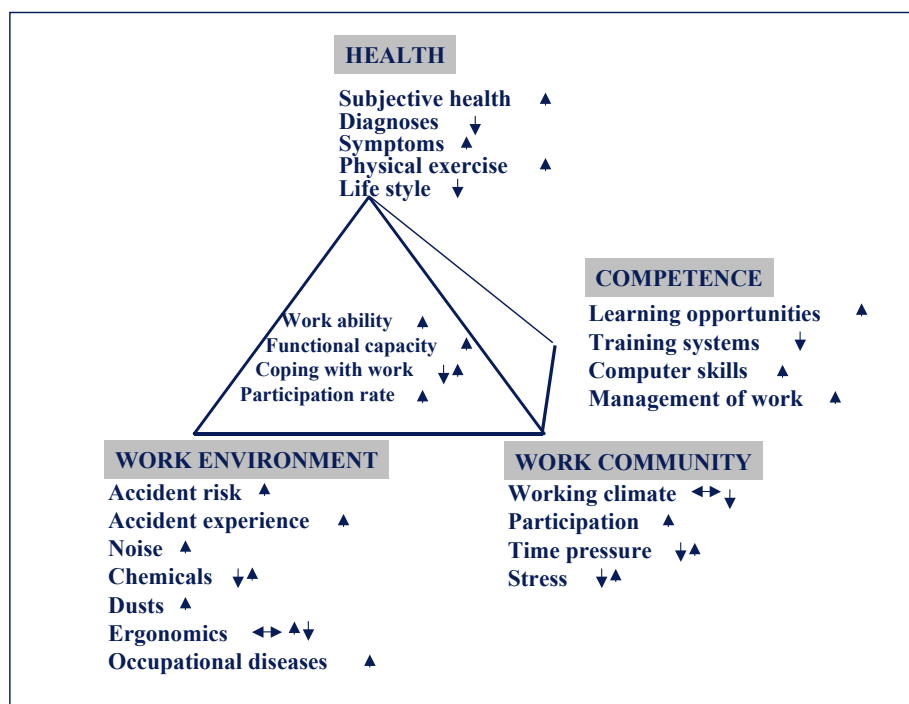 HEALTH
Subjective health
Diagnoses
Symptoms
Physical exercise
Life style
COMPETENCE
Learning opportunities
Training systems
Computer skills
Management of work
Work ability
Functional capacity
Coping with work
Participation rate
WORK ENVIRONMENT
Accident risk
Accident experience
Noise
Chemicals
Dusts
Ergonomics
Occupational diseases
WORK COMMUNITY
Working climate
Participation
Time pressure
Stress